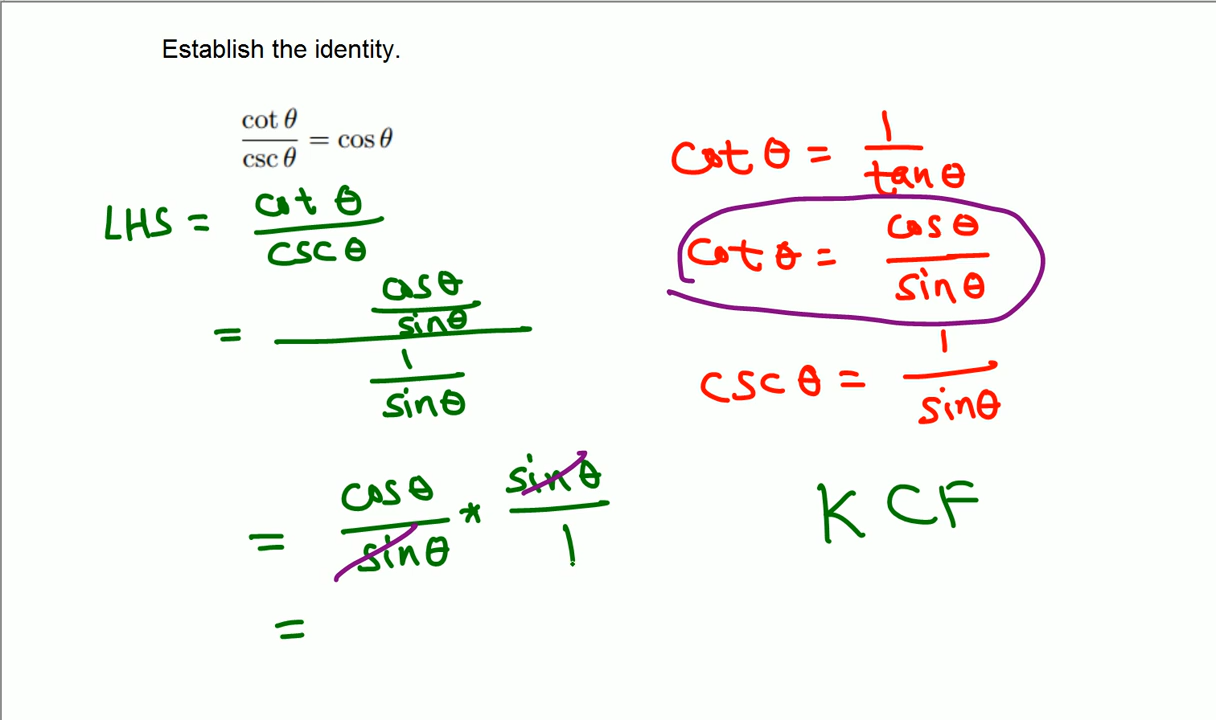 Establish the identity.
cot θ / csc θ = cos θ
LHS = cot θ / csc θ
= (cos θ / sin θ) / (1 / sin θ)
= cos θ / sin θ * sin θ / 1
=
cot θ = 1 / tan θ
cot θ = cos θ / sin θ
csc θ = 1 / sin θ
K C F